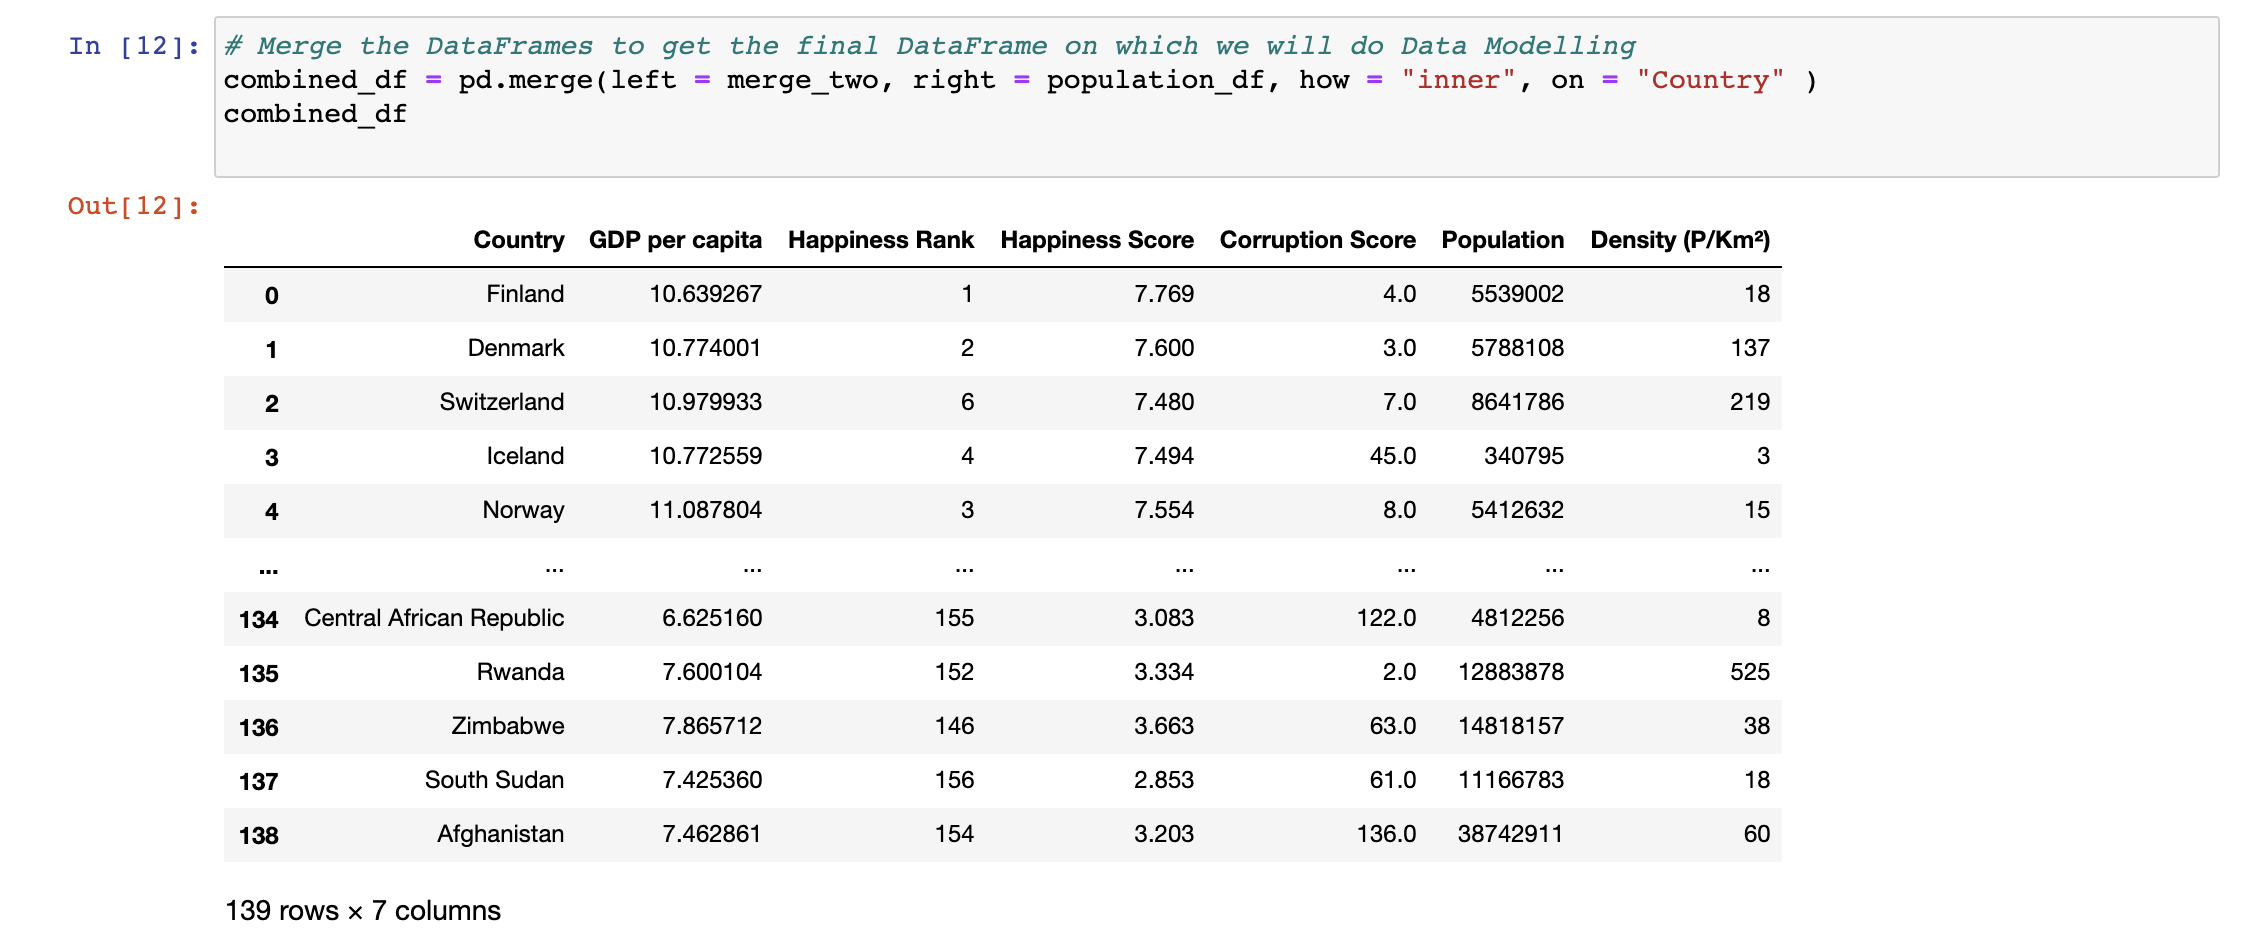 In [12]: # Merge the DataFrames to get the final DataFrame on which we will do Data Modelling
combined_df = pd.merge(left = merge_two, right = population_df, how = "inner", on = "Country" )
combined_df
Out[12]:
Country GDP per capita Happiness Rank Happiness Score Corruption Score Population Density (P/Km²)
0 Finland 10.639267 1 7.769 4.0 5539002 18
1 Denmark 10.774001 2 7.600 3.0 5788108 137
2 Switzerland 10.979933 6 7.480 7.0 8641786 219
3 Iceland 10.772559 4 7.494 45.0 340795 3
4 Norway 11.087804 3 7.554 8.0 5412632 15
... ... ... ... ... ... ... ...
134 Central African Republic 6.625160 155 3.083 122.0 4812256 8
135 Rwanda 7.600104 152 3.334 2.0 12883878 525
136 Zimbabwe 7.865712 146 3.663 63.0 14818157 38
137 South Sudan 7.425360 156 2.853 61.0 11166783 18
138 Afghanistan 7.462861 154 3.203 136.0 38742911 60
139 rows × 7 columns